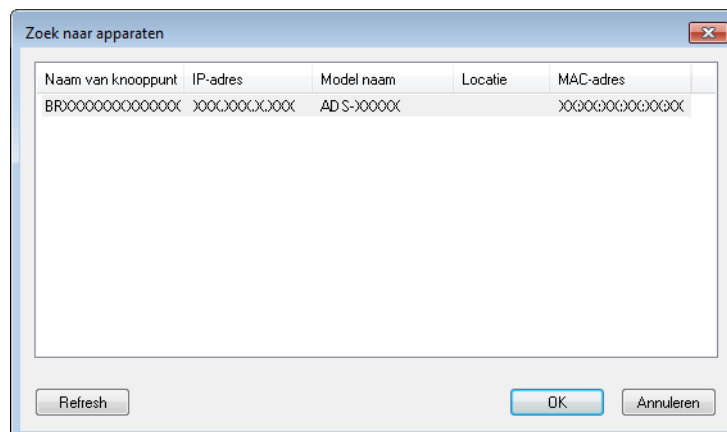 Zoek naar apparaten
Naam van knooppunt IP-adres Model naam Locatie MAC-adres
BRXXXXXXXXXXXXX XXX.XXX.X.XXX ADS-XXXXX XX:XX:XX:XX:XX:XX
Refresh OK Annuleren